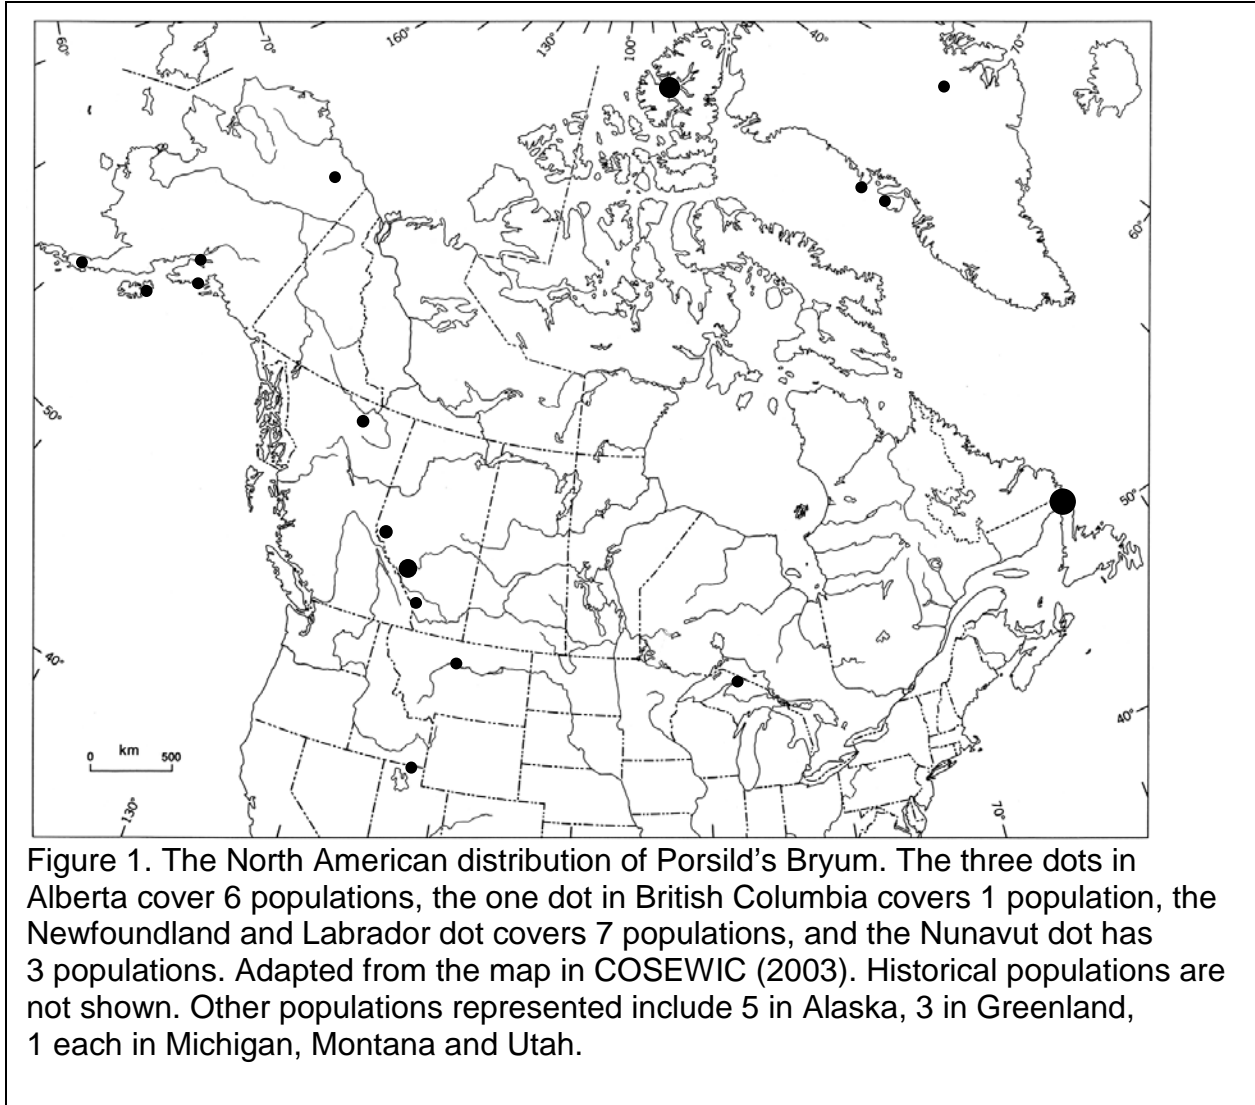 60°
70°
160°
130°
100°
70°
40°
70°
60°
50°
50°
40°
40°
km
0 500
130°
70°
Figure 1. The North American distribution of Porsild's Bryum. The three dots in
Alberta cover 6 populations, the one dot in British Columbia covers 1 population, the
Newfoundland and Labrador dot covers 7 populations, and the Nunavut dot has
3 populations. Adapted from the map in COSEWIC (2003). Historical populations are
not shown. Other populations represented include 5 in Alaska, 3 in Greenland,
1 each in Michigan, Montana and Utah.